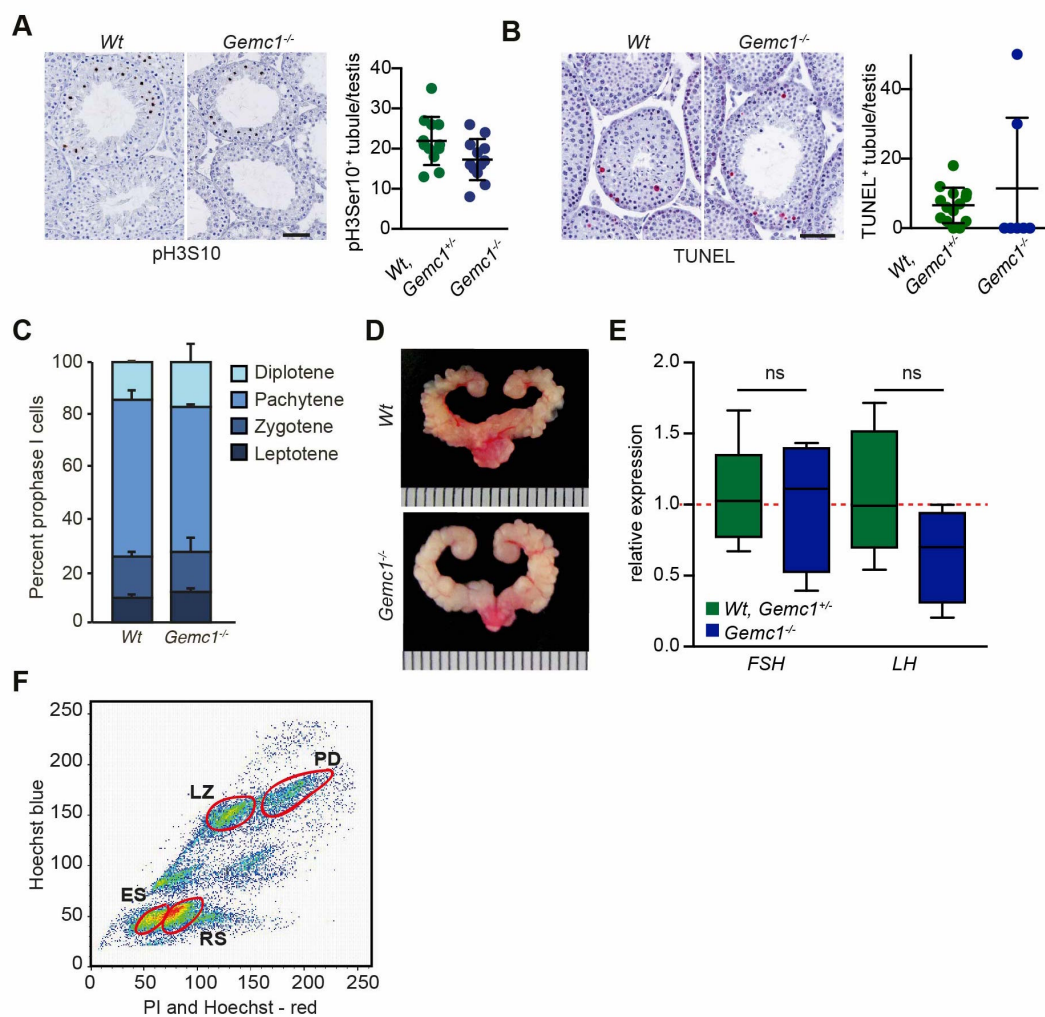 A
Wt
Gemc1-/-
pH3S10
pH3Ser10+ tubule/testis
40
30
20
10
0
Wt,
Gemc1+/-
Gemc1-/-
B
Wt
Gemc1-/-
TUNEL
TUNEL+ tubule/testis
40
20
0
Wt,
Gemc1+/-
Gemc1-/-
C
Percent prophase I cells
100
80
60
40
20
0
Wt
Gemc1-/-
Diplotene
Pachytene
Zygotene
Leptotene
D
Wt
Gemc1-/-
E
relative expression
2.0
1.5
1.0
0.5
0.0
ns
ns
Wt, Gemc1+/-
Gemc1-/-
FSH
LH
F
Hoechst blue
250
200
150
100
50
0
LZ
PD
ES
RS
0
50
100
150
200
250
PI and Hoechst - red